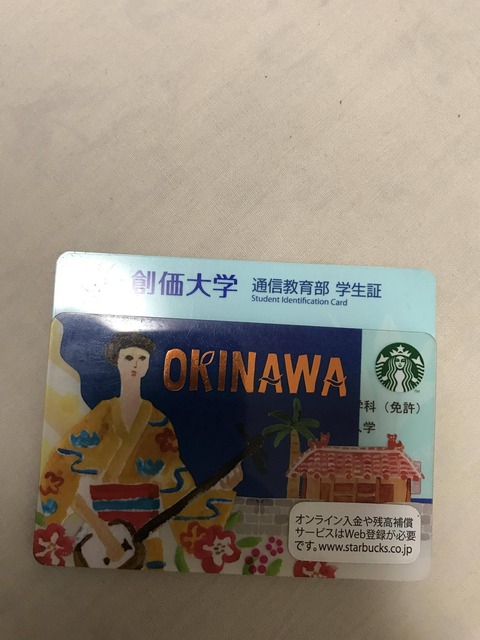 創価大学 通信教育部 学生証
Student Identification Card
OKINAWA
学科（免許）
入学
オンライン入金や残高補償
サービスはWeb登録が必要
です。www.starbucks.co.jp